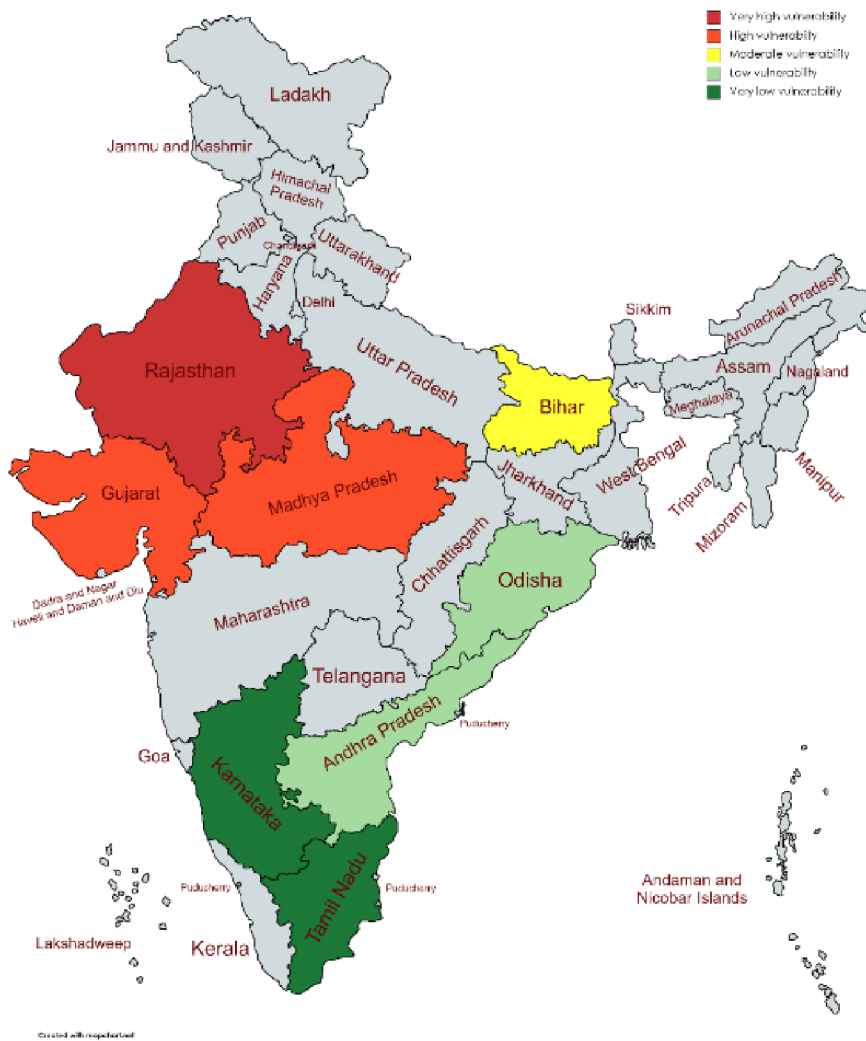 Very high vulnerability
High vulnerability
Moderate vulnerability
Low vulnerability
Very low vulnerability
Ladakh
Jammu and Kashmir
Himachal
Pradesh
Punjab
Chandigarh
Uttarakhand
Haryana
Delhi
Sikkim
Arunachal Pradesh
Rajasthan
Uttar Pradesh
Bihar
Assam
Nagaland
Meghalaya
Gujarat
Madhya Pradesh
Jharkhand
West Bengal
Tripura
Mizoram
Manipur
Chhattisgarh
Odisha
Dadra and Nagar
Haveli and Daman and Diu
Maharashtra
Telangana
Andhra Pradesh
Puducherry
Goa
Karnataka
Puducherry
Tamil Nadu
Puducherry
Andaman and
Nicobar Islands
Lakshadweep
Kerala
Created with mapchart.net